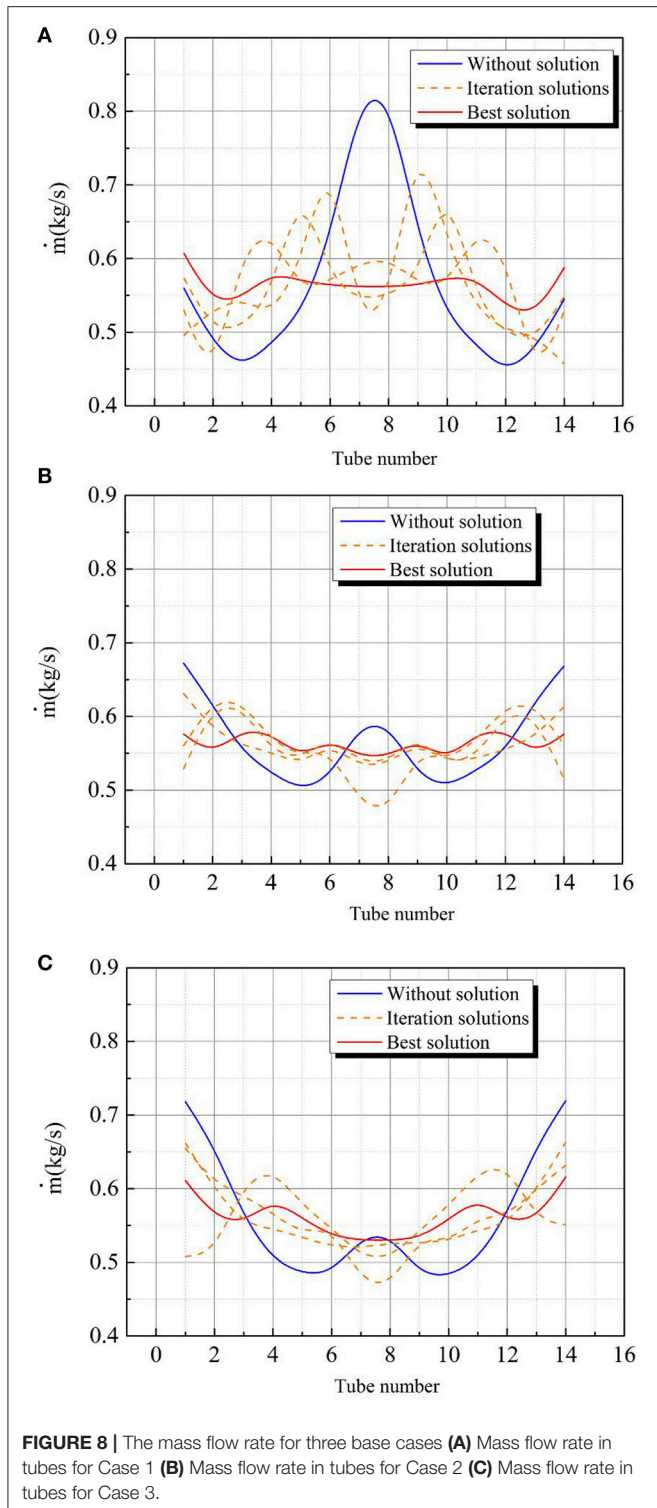 A
0.9
0.8
0.7
0.6
0.5
0.4
ṁ(kg/s)
Without solution
Iteration solutions
Best solution
0 2 4 6 8 10 12 14 16
Tube number
B
0.9
0.8
0.7
0.6
0.5
0.4
ṁ(kg/s)
Without solution
Iteration solutions
Best solution
0 2 4 6 8 10 12 14 16
Tube number
C
0.9
0.8
0.7
0.6
0.5
0.4
ṁ(kg/s)
Without solution
Iteration solutions
Best solution
0 2 4 6 8 10 12 14 16
Tube number
FIGURE 8 | The mass flow rate for three base cases (A) Mass flow rate in
tubes for Case 1 (B) Mass flow rate in tubes for Case 2 (C) Mass flow rate in
tubes for Case 3.